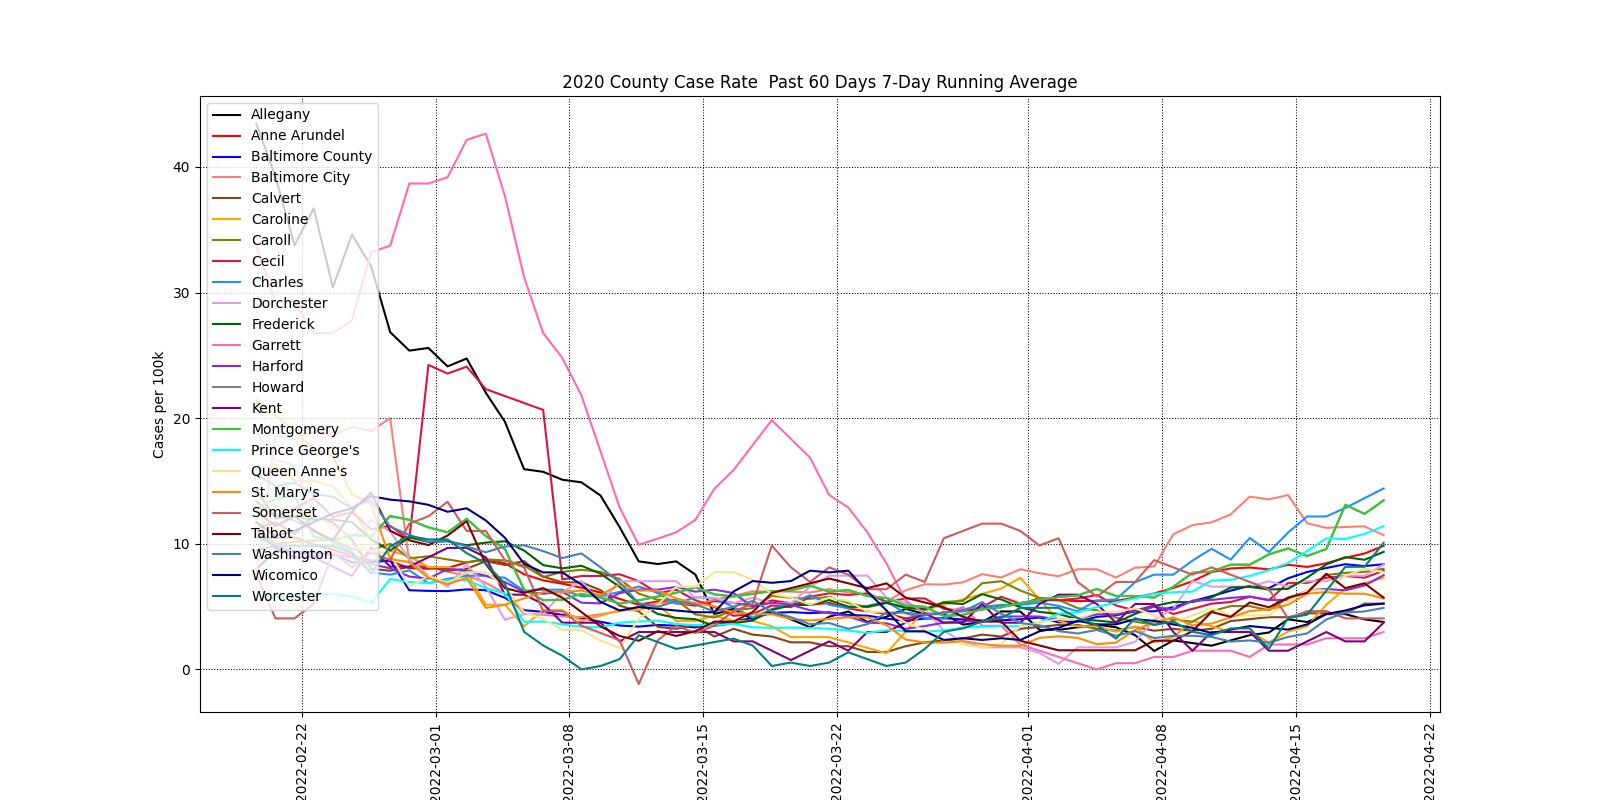 2020 County Case Rate  Past 60 Days 7-Day Running Average
Cases per 100k
40
30
20
10
0
Allegany
Anne Arundel
Baltimore County
Baltimore City
Calvert
Caroline
Caroll
Cecil
Charles
Dorchester
Frederick
Garrett
Harford
Howard
Kent
Montgomery
Prince George's
Queen Anne's
St. Mary's
Somerset
Talbot
Washington
Wicomico
Worcester
2022-02-22
2022-03-01
2022-03-08
2022-03-15
2022-03-22
2022-04-01
2022-04-08
2022-04-15
2022-04-22